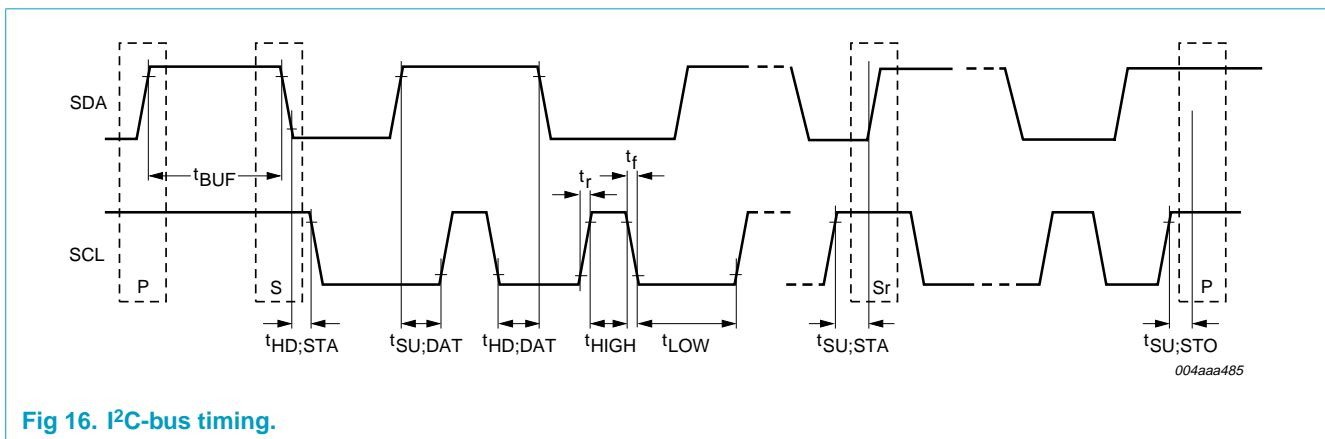 SDA
tBUF
tf
tr
SCL
P S Sr P
tHD;STA tSU;DAT tHD;DAT tHIGH tLOW tSU;STA tSU;STO
004aaa485
Fig 16. I²C-bus timing.